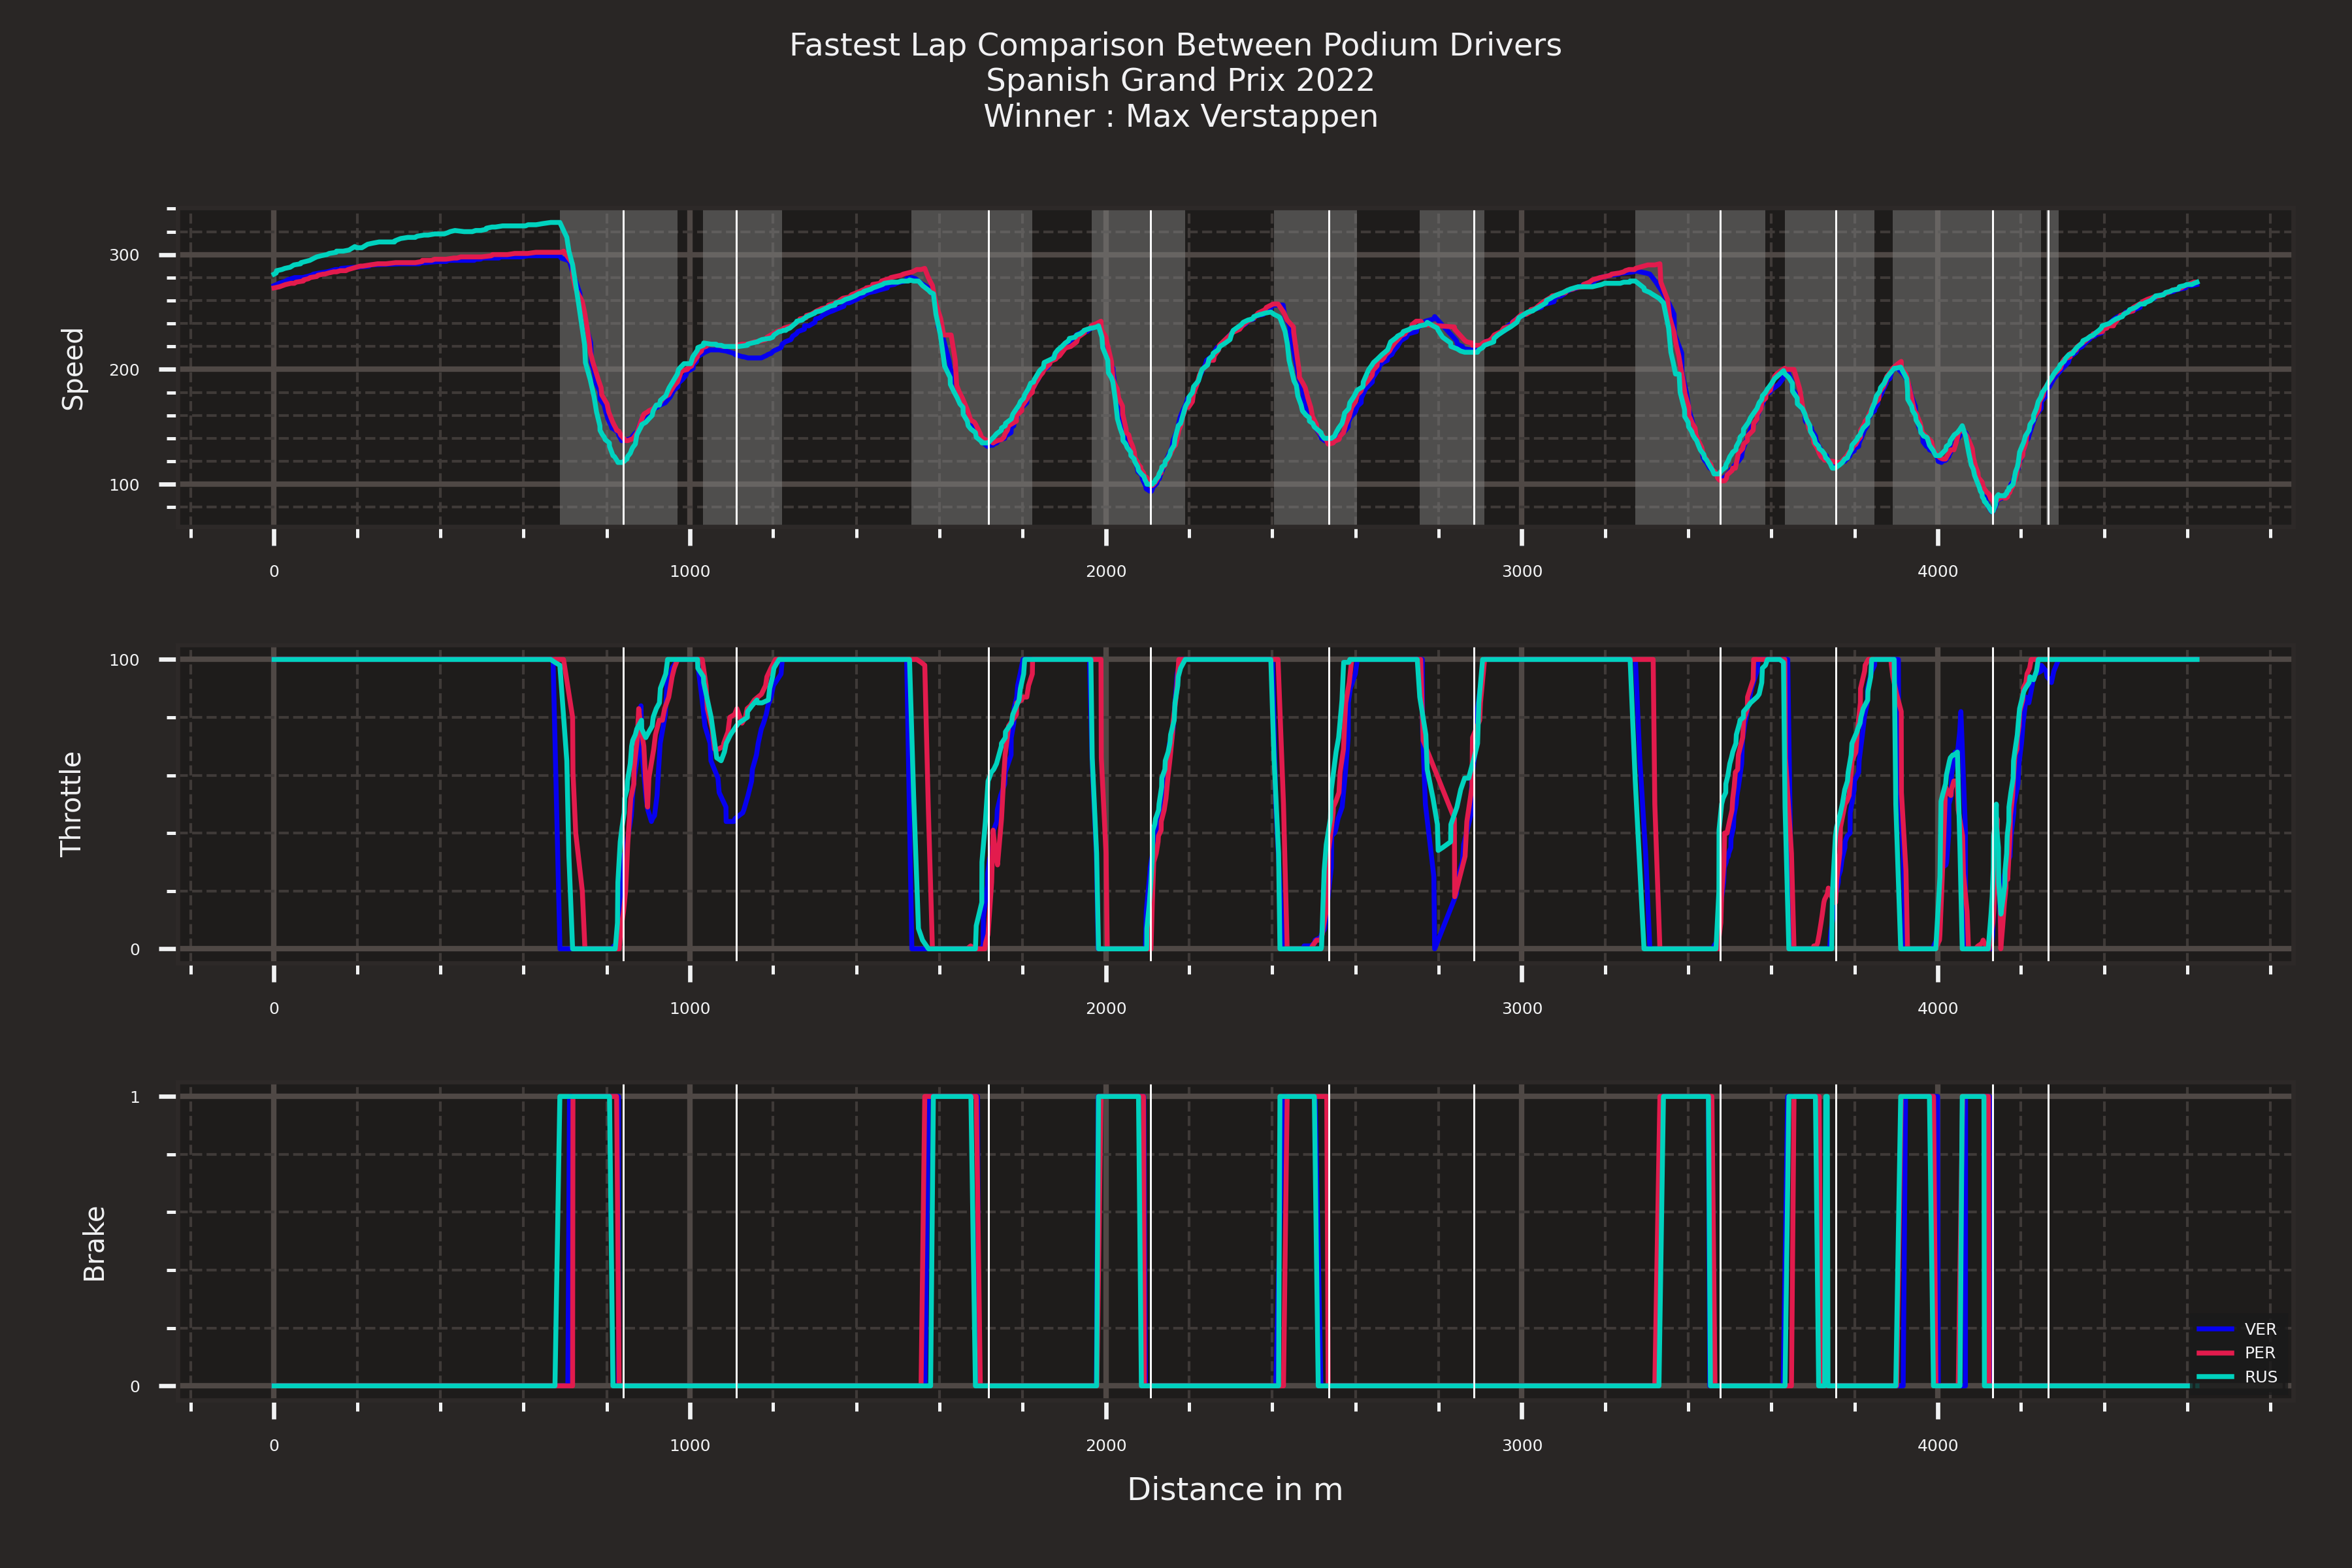 Fastest Lap Comparison Between Podium Drivers
Spanish Grand Prix 2022
Winner : Max Verstappen
Speed
300
200
100
0 1000 2000 3000 4000
Throttle
100
0
0 1000 2000 3000 4000
Brake
1
0
VER
PER
RUS
0 1000 2000 3000 4000
Distance in m